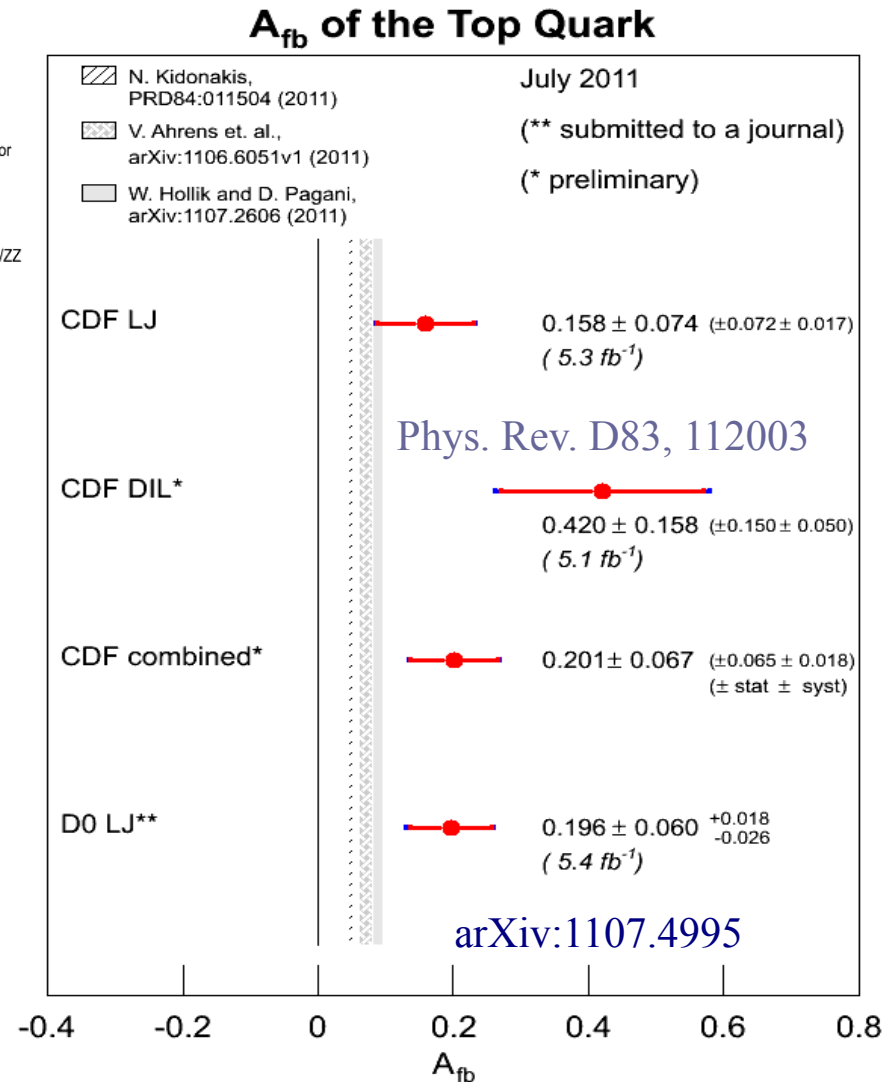 A_fb of the Top Quark
N. Kidonakis,
PRD84:011504 (2011)
V. Ahrens et. al.,
arXiv:1106.6051v1 (2011)
W. Hollik and D. Pagani,
arXiv:1107.2606 (2011)
July 2011
(** submitted to a journal)
(* preliminary)
or
/ZZ
CDF LJ
0.158 ± 0.074 (±0.072 ± 0.017)
( 5.3 fb⁻¹)
Phys. Rev. D83, 112003
CDF DIL*
0.420 ± 0.158 (±0.150 ± 0.050)
( 5.1 fb⁻¹)
CDF combined*
0.201± 0.067 (±0.065 ± 0.018)
(± stat ± syst)
D0 LJ**
0.196 ± 0.060 +0.018
-0.026
( 5.4 fb⁻¹)
arXiv:1107.4995
-0.4 -0.2 0 0.2 0.4 0.6 0.8
A_fb